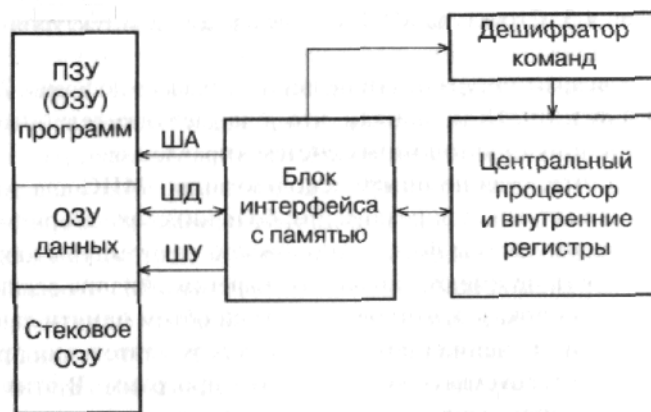 ПЗУ
(ОЗУ)
программ
ОЗУ
данных
Стековое
ОЗУ
ША
ШД
ШУ
Блок
интерфейса
с памятью
Дешифратор
команд
Центральный
процессор
и внутренние
регистры